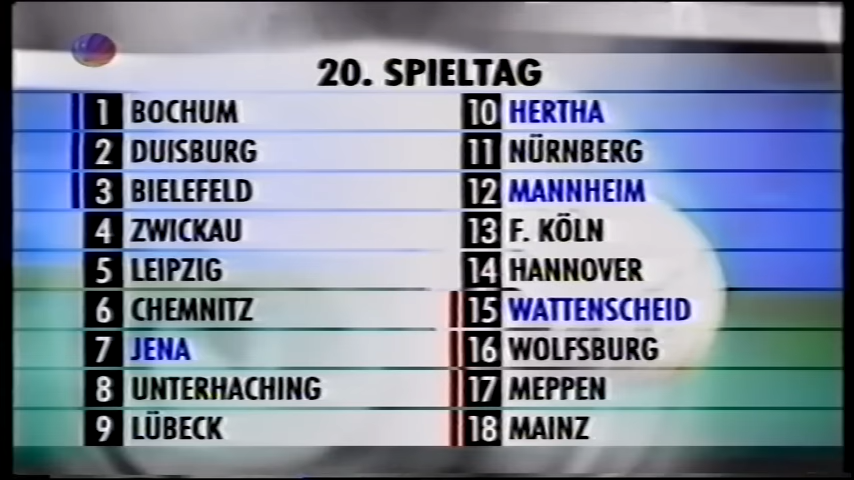 20. SPIELTAG
1 BOCHUM
2 DUISBURG
3 BIELEFELD
4 ZWICKAU
5 LEIPZIG
6 CHEMNITZ
7 JENA
8 UNTERHACHING
9 LÜBECK
10 HERTHA
11 NÜRNBERG
12 MANNHEIM
13 F. KÖLN
14 HANNOVER
15 WATTENSCHEID
16 WOLFSBURG
17 MEPPEN
18 MAINZ